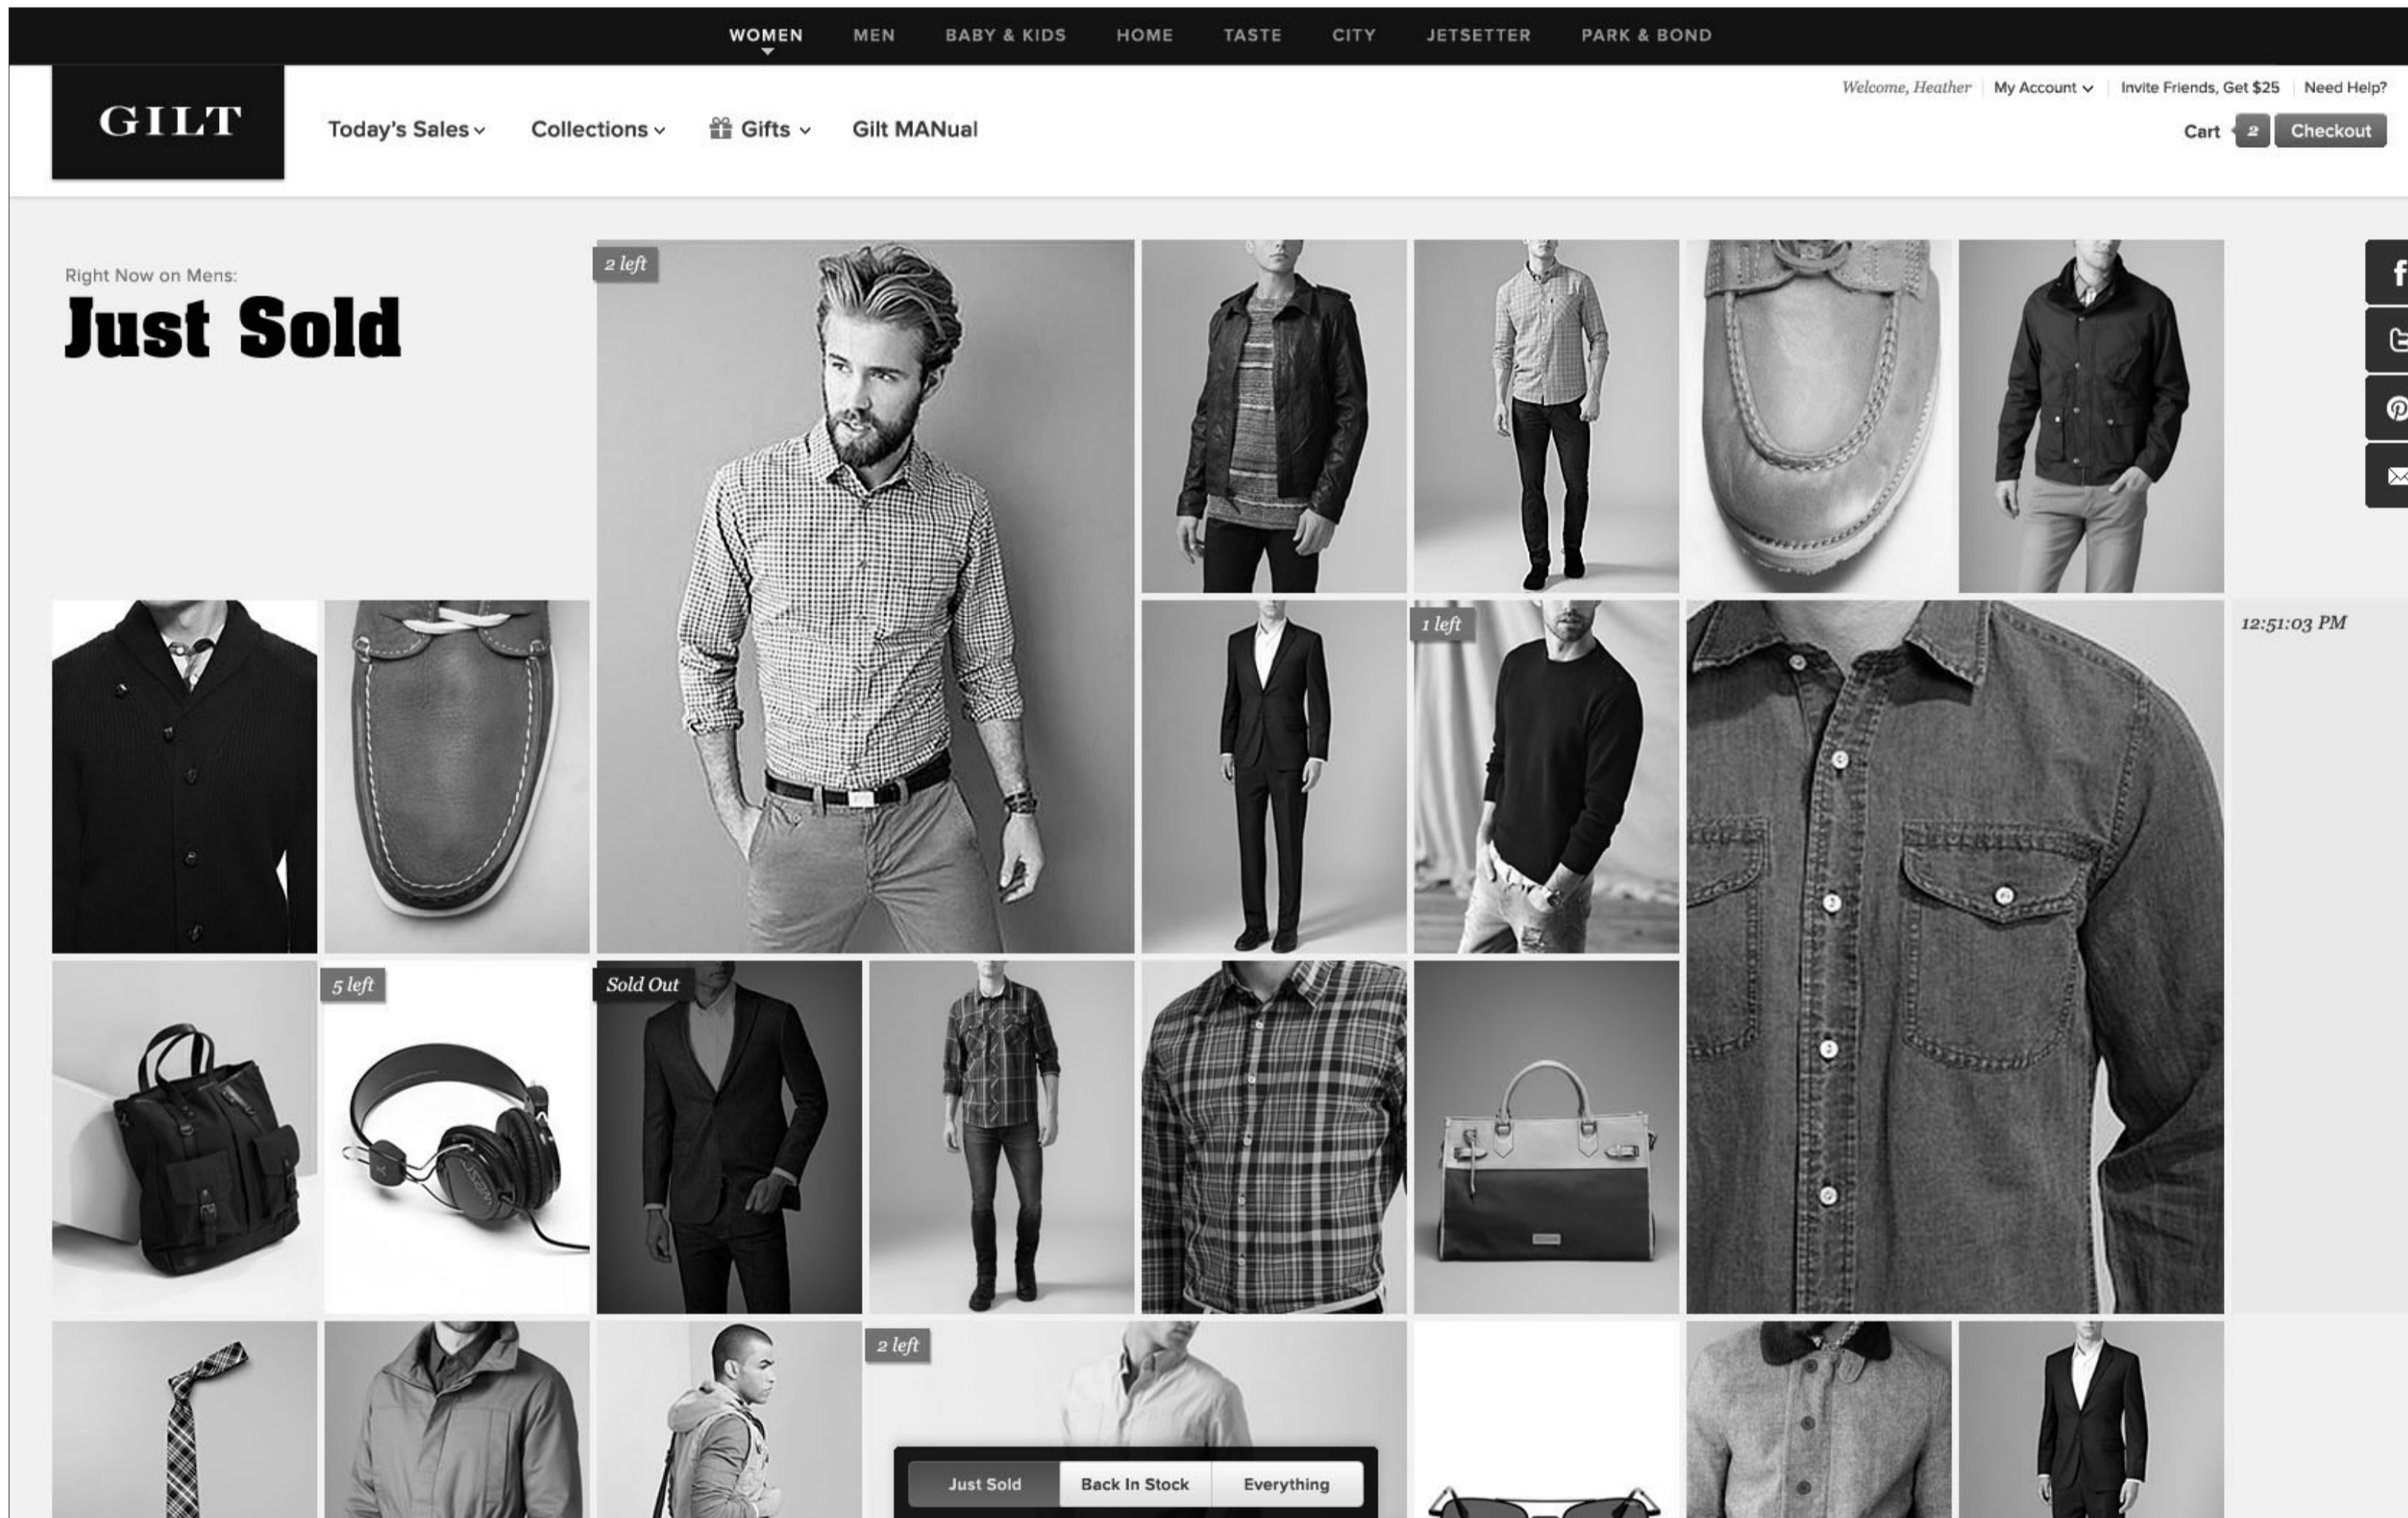 WOMEN MEN BABY & KIDS HOME TASTE CITY JETSETTER PARK & BOND
Welcome, Heather My Account Invite Friends, Get $25 Need Help?
GILT
Today's Sales Collections Gifts Gilt MANual
Cart 2 Checkout
Right Now on Mens:
Just Sold
2 left
1 left
12:51:03 PM
5 left
Sold Out
WESC
2 left
Just Sold Back In Stock Everything